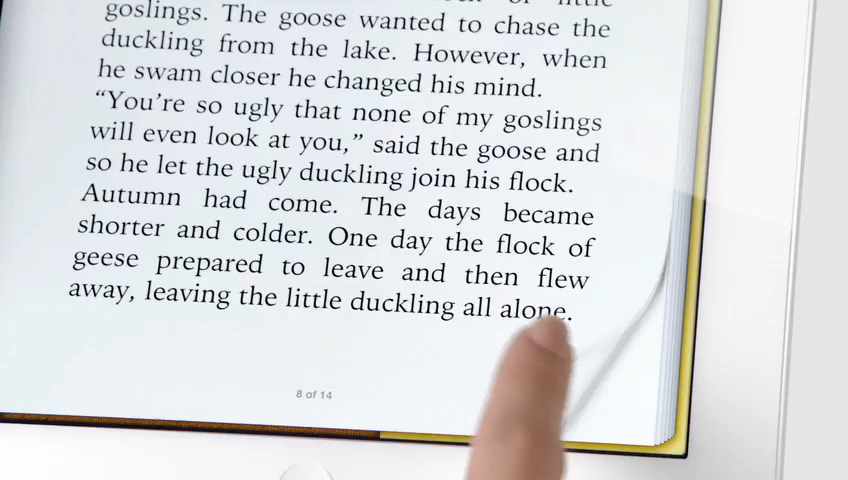 goslings. The goose wanted to chase the
duckling from the lake. However, when
he swam closer he changed his mind.
“You’re so ugly that none of my goslings
will even look at you,” said the goose and
so he let the ugly duckling join his flock.
Autumn had come. The days became
shorter and colder. One day the flock of
geese prepared to leave and then flew
away, leaving the little duckling all alone.
8 of 14